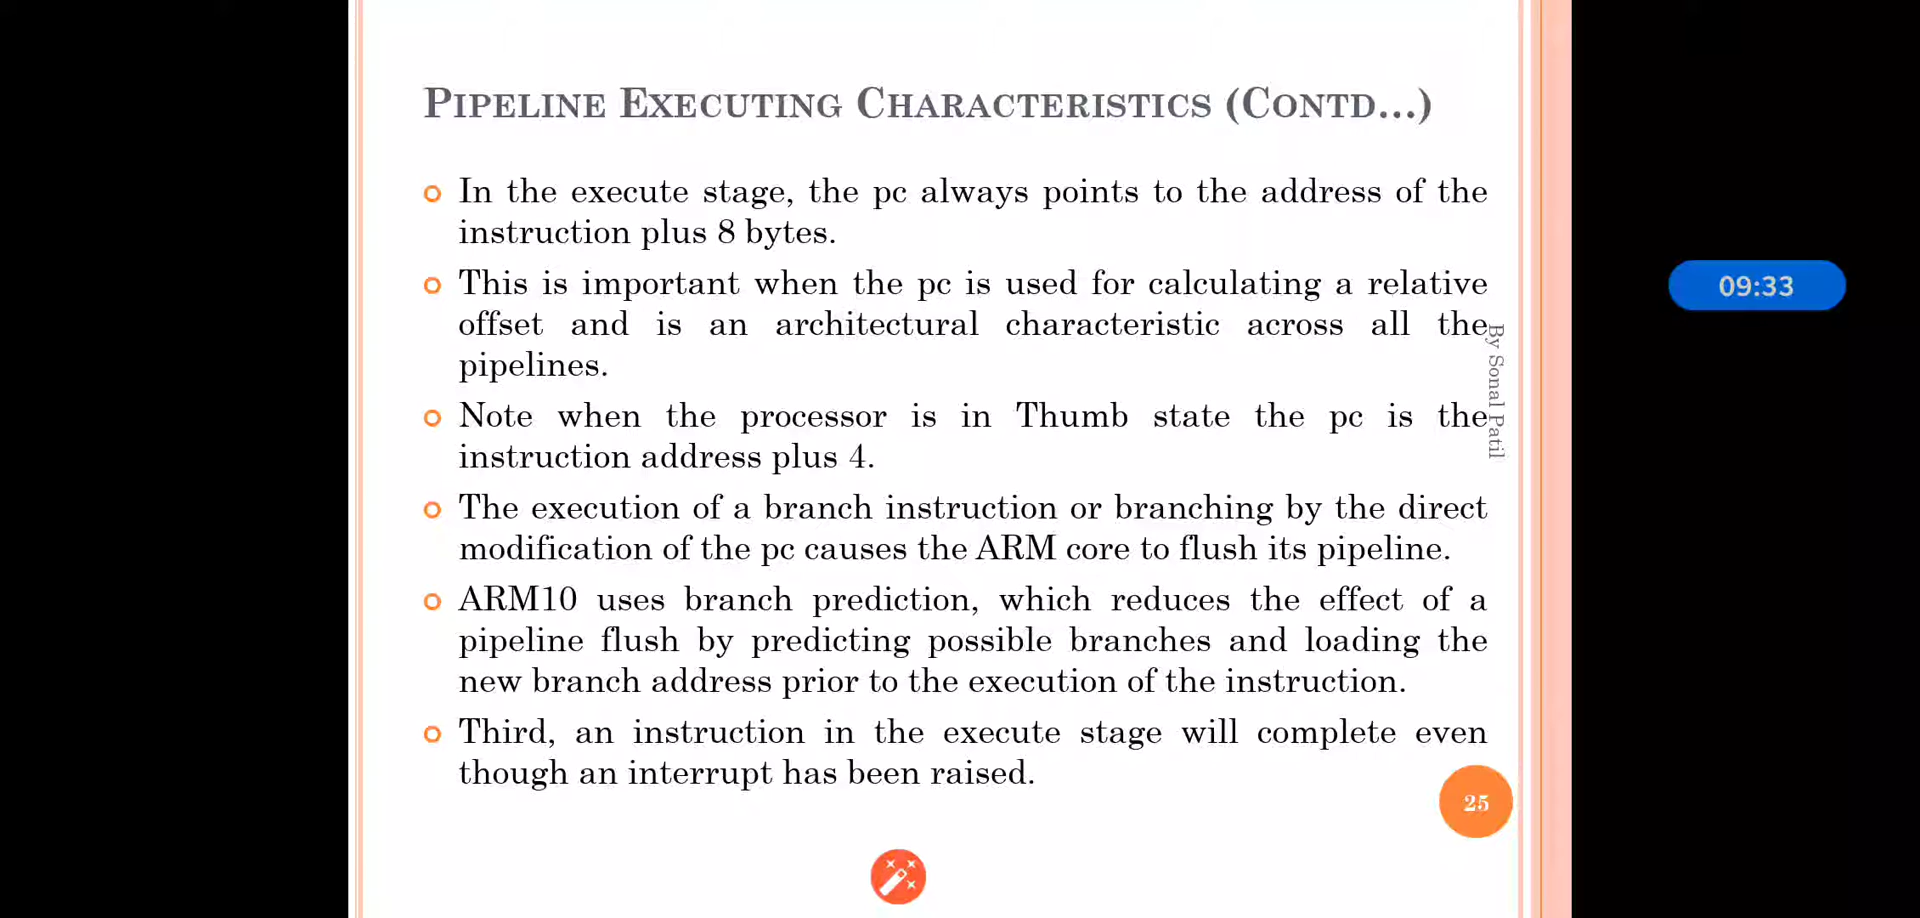 PIPELINE EXECUTING CHARACTERISTICS (CONTD...)
In the execute stage, the pc always points to the address of the
instruction plus 8 bytes.
This is important when the pc is used for calculating a relative
offset and is an architectural characteristic across all the
pipelines.
Note when the processor is in Thumb state the pc is the
instruction address plus 4.
The execution of a branch instruction or branching by the direct
modification of the pc causes the ARM core to flush its pipeline.
ARM10 uses branch prediction, which reduces the effect of a
pipeline flush by predicting possible branches and loading the
new branch address prior to the execution of the instruction.
Third, an instruction in the execute stage will complete even
though an interrupt has been raised.
By Sonal Patil
25
09:33